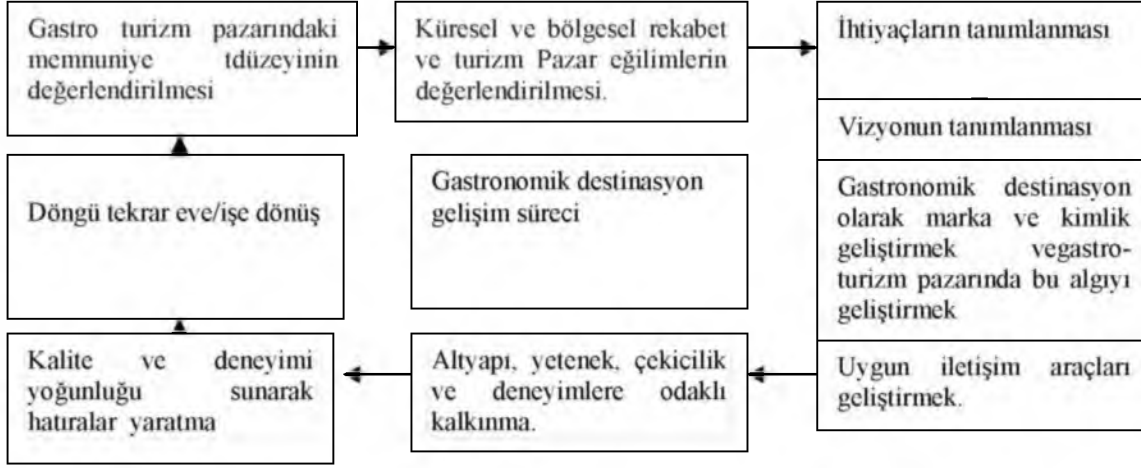 Gastro turizm pazarındaki
memnuniye tdüzeyinin
değerlendirilmesi
Küresel ve bölgesel rekabet
ve turizm Pazar eğilimlerin
değerlendirilmesi.
İhtiyaçların tanımlanması
Vizyonun tanımlanması
Gastronomik destinasyon
olarak marka ve kimlik
geliştirmek vegastro-
turizm pazarında bu algıyı
geliştirmek
Uygun iletişim araçları
geliştirmek.
Döngü tekrar eve/işe dönüş
Gastronomik destinasyon
gelişim süreci
Kalite ve deneyimi
yoğunluğu sunarak
hatıralar yaratma
Altyapı, yetenek, çekicilik
ve deneyimlere odaklı
kalkınma.